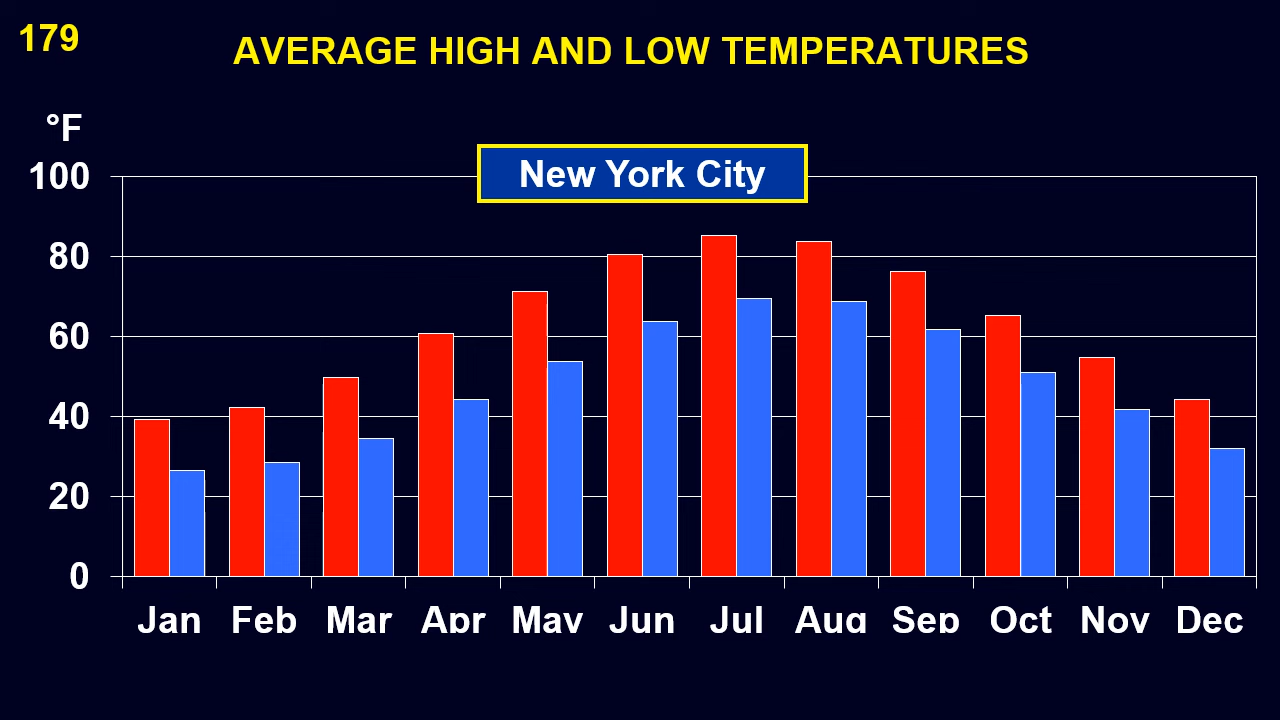 179
AVERAGE HIGH AND LOW TEMPERATURES
°F
New York City
100
80
60
40
20
0
Jan Feb Mar Apr May Jun Jul Aug Sep Oct Nov Dec